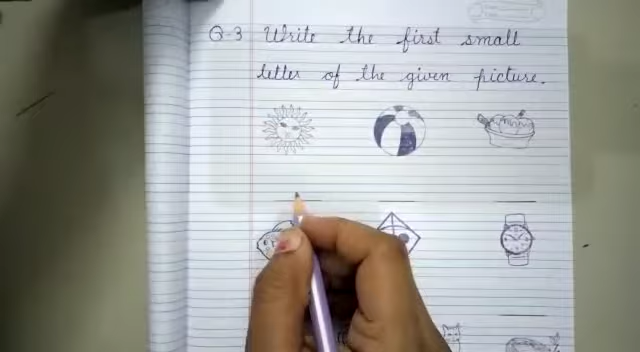 Q-3 Write the first small
letter of the given picture.